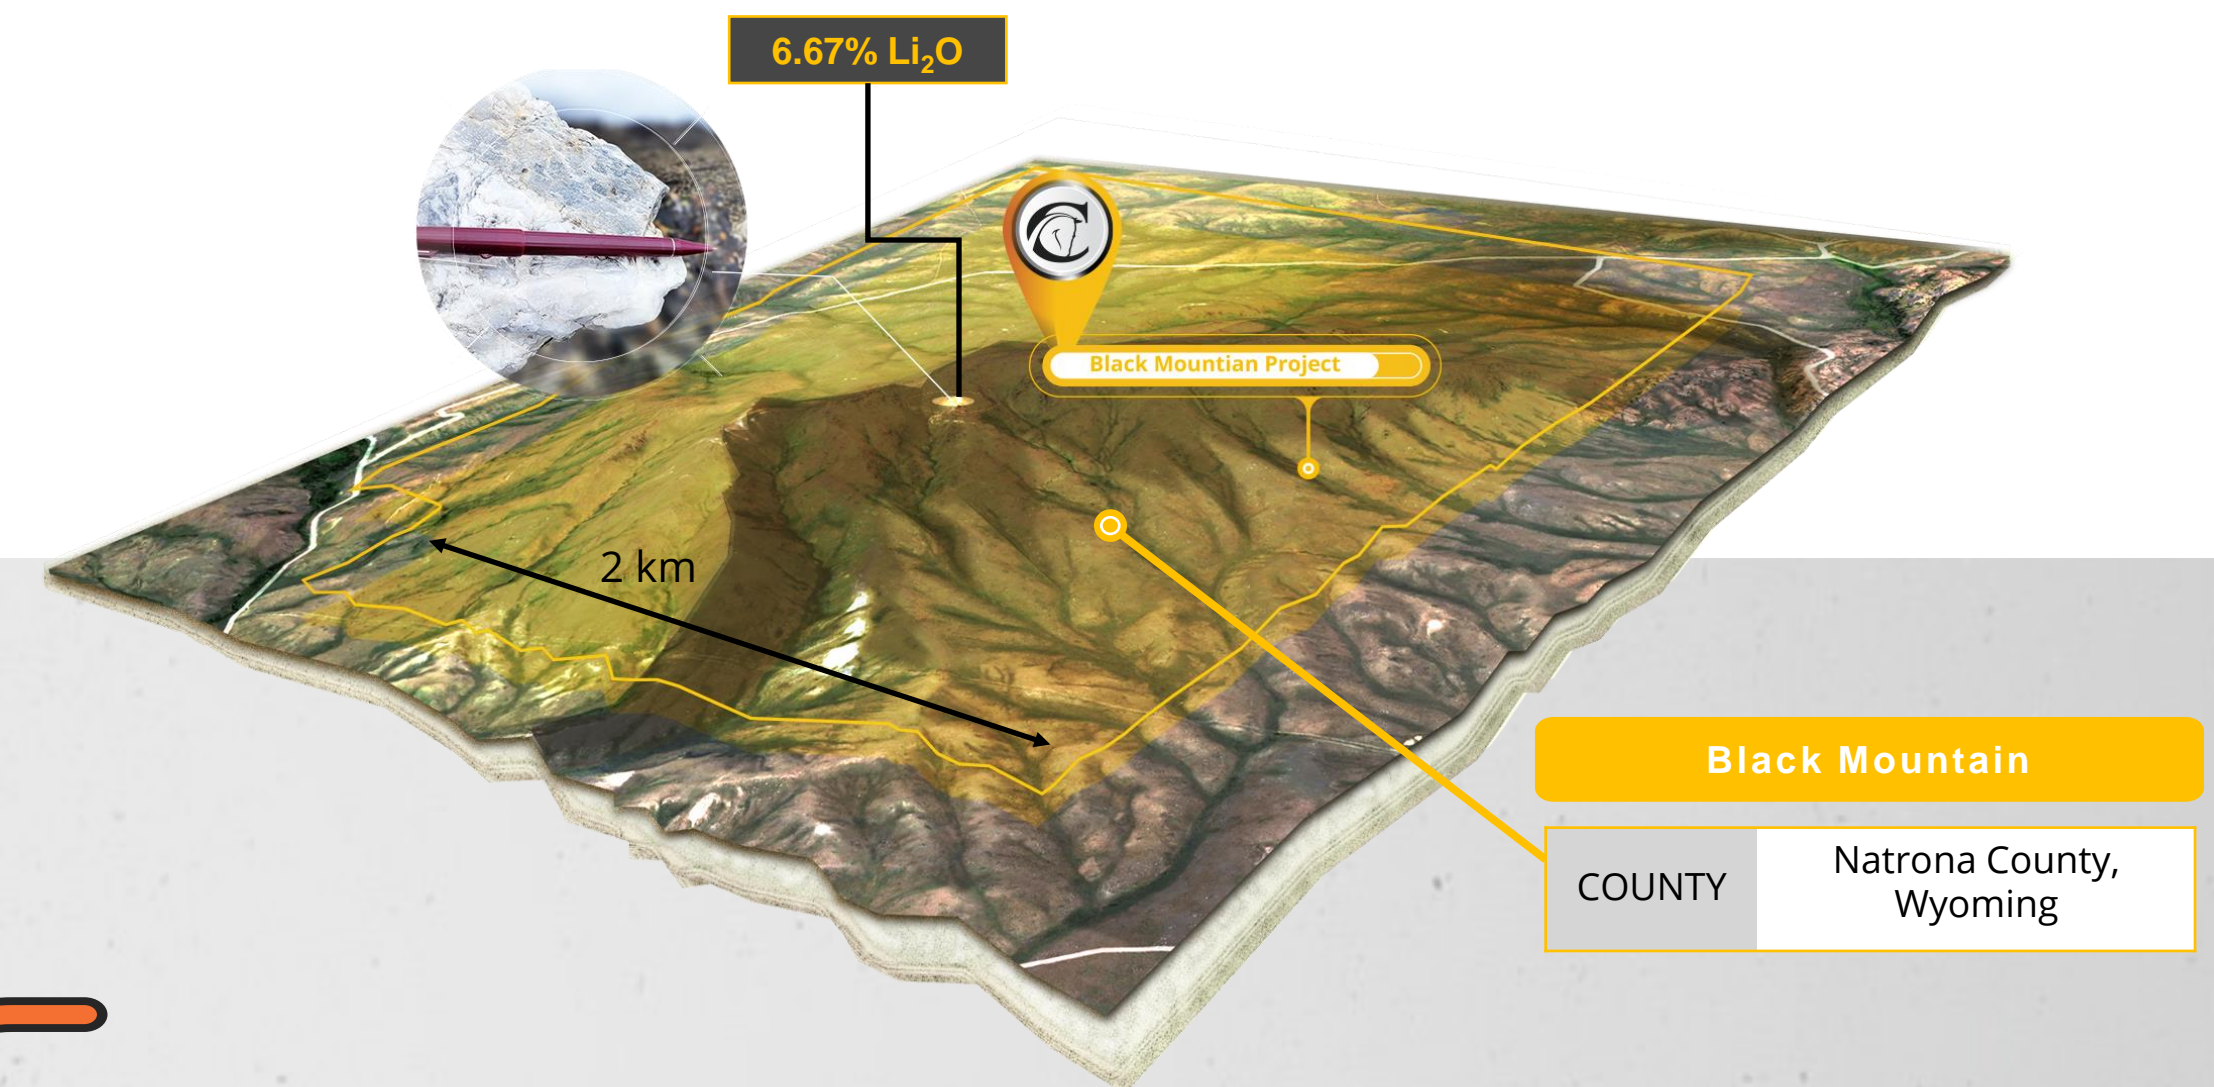 6.67% Li₂O
Black Mountian Project
2 km
Black Mountain
COUNTY
Natrona County,
Wyoming